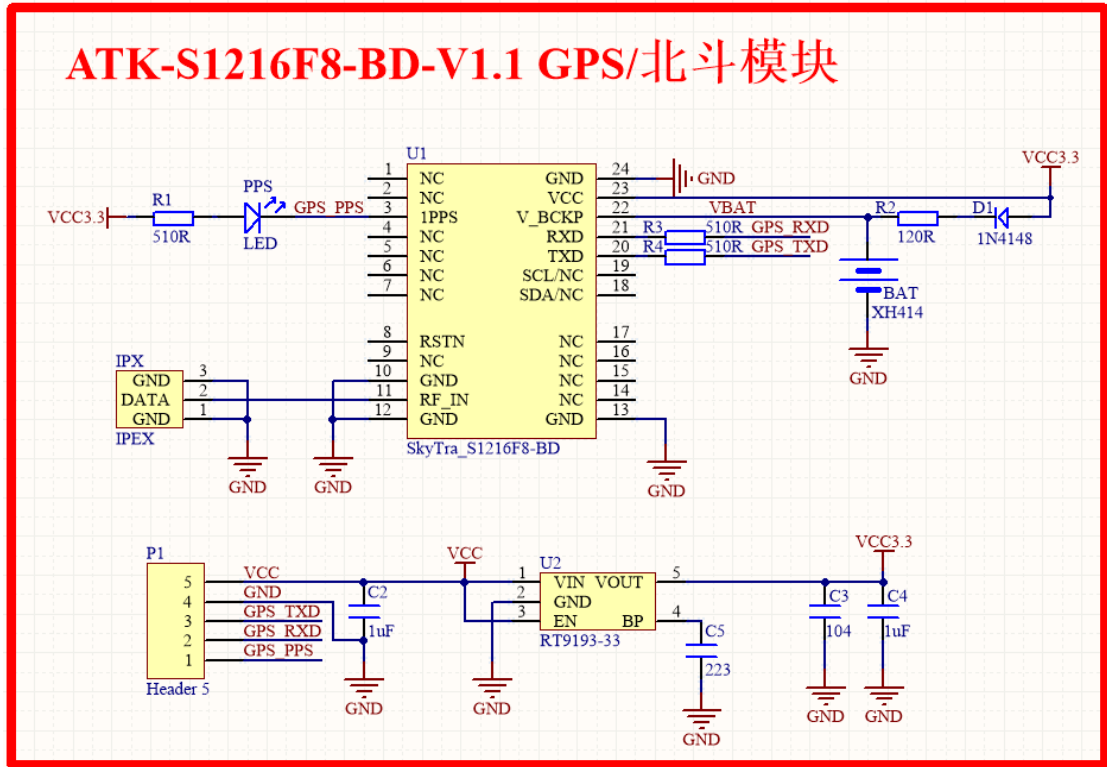 ATK-S1216F8-BD-V1.1 GPS/北斗模块
U1
1 NC GND 24 GND
2 NC VCC 23
3 1PPS V_BCKP 22
4 NC RXD 21
5 NC TXD 20
6 NC SCL/NC 19
7 NC SDA/NC 18
8 RSTN NC 17
9 NC NC 16
10 GND NC 15
11 RF_IN NC 14
12 GND GND 13
SkyTra_S1216F8-BD
VCC3.3
R1
510R
PPS
LED
GPS_PPS
VCC3.3
VBAT
R2
120R
D1
1N4148
R3 510R GPS_RXD
R4 510R GPS_TXD
BAT
XH414
GND
IPX
GND 3
DATA 2
GND 1
IPEX
GND
GND
GND
P1
5 VCC
4 GND
3 GPS_TXD
2 GPS_RXD
1 GPS_PPS
Header 5
C2
1uF
GND
VCC
U2
1 VIN VOUT 5
2 GND
3 EN BP 4
RT9193-33
GND
C5
223
GND
VCC3.3
C3
104
GND
C4
1uF
GND